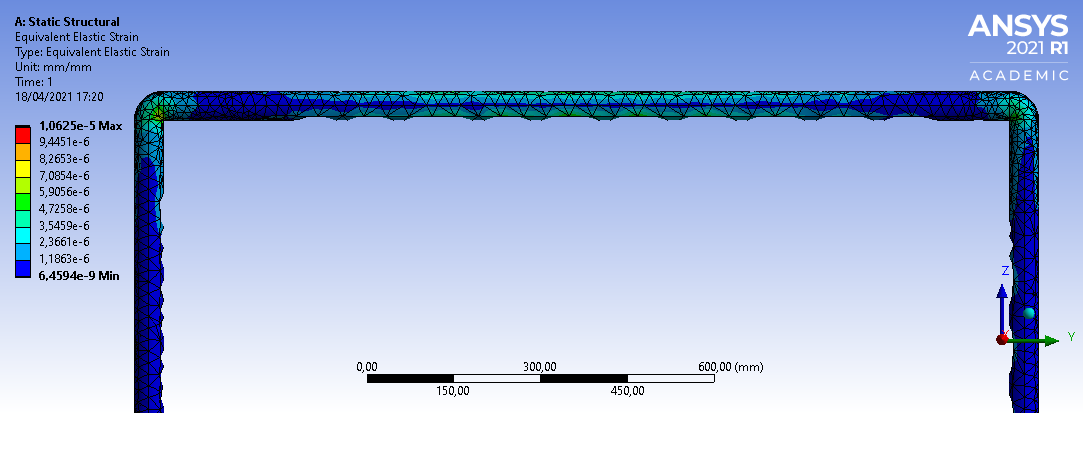 A: Static Structural
Equivalent Elastic Strain
Type: Equivalent Elastic Strain
Unit: mm/mm
Time: 1
18/04/2021 17:20
1,0625e-5 Max
9,4451e-6
8,2653e-6
7,0854e-6
5,9056e-6
4,7258e-6
3,5459e-6
2,3661e-6
1,1863e-6
6,4594e-9 Min
ANSYS
2021 R1
ACADEMIC
Z
X
Y
0,00 300,00 600,00 (mm)
150,00 450,00